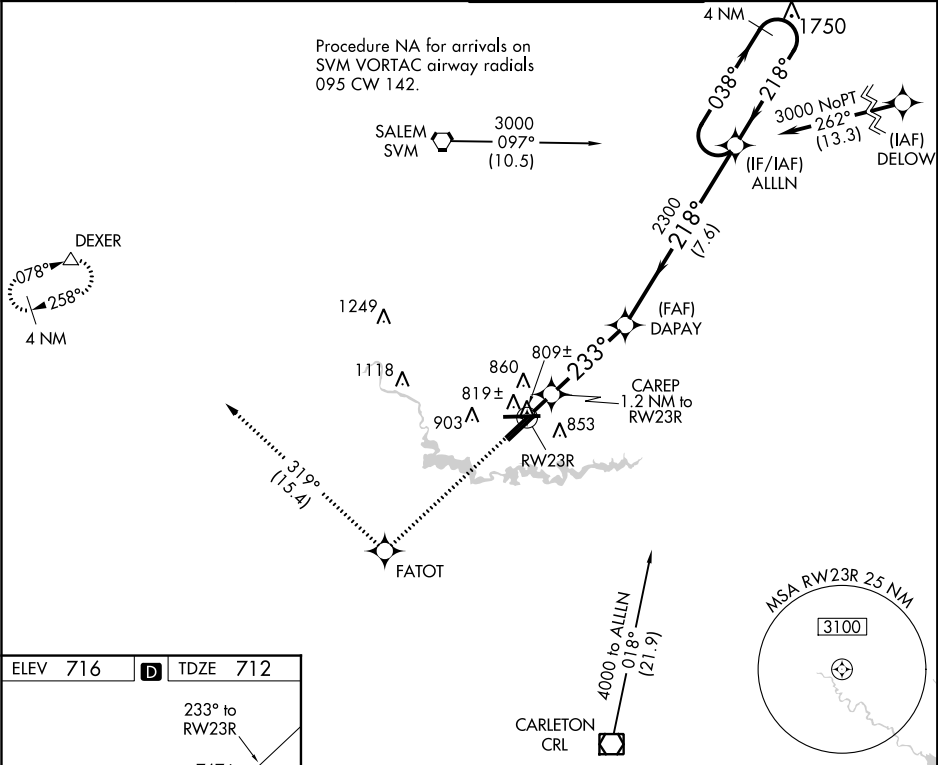 4 NM
1750
Procedure NA for arrivals on
SVM VORTAC airway radials
095 CW 142.
038°
218°
3000 NoPT
262°
(13.3)
(IAF)
DELOW
SALEM
SVM
3000
097°
(10.5)
(IF/IAF)
ALLLN
2300
218°
(7.6)
DEXER
078°
258°
4 NM
(FAF)
DAPAY
1249
809±
233°
1118
860
CAREP
1.2 NM to
RW23R
819±
903
853
RW23R
319°
(15.4)
FATOT
MSA RW23R 25 NM
3100
4000 to ALLLN
018°
(21.9)
CARLETON
CRL
ELEV 716 D TDZE 712
233° to
RW23R